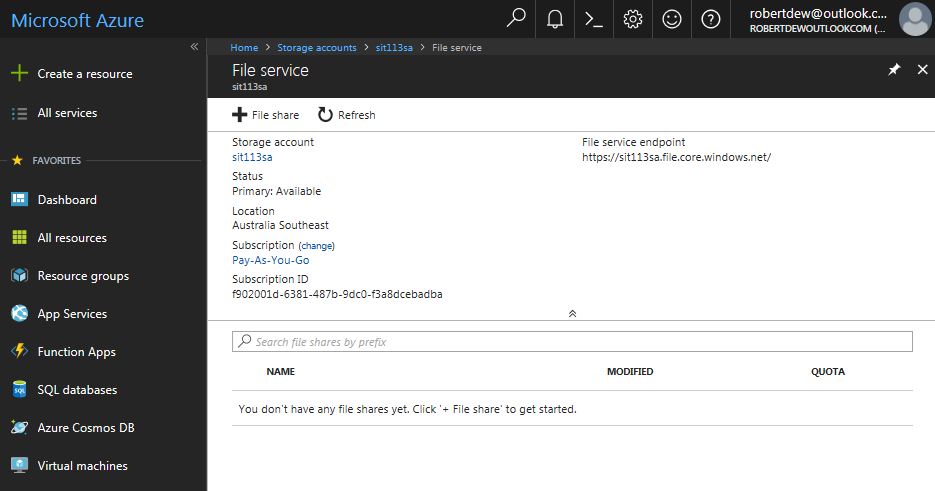 Microsoft Azure
robertdew@outlook.c...
ROBERTDEWOUTLOOKCOM (...
Home > Storage accounts > sit113sa > File service
File service
sit113sa
Create a resource
All services
FAVORITES
Dashboard
All resources
Resource groups
App Services
Function Apps
SQL databases
Azure Cosmos DB
Virtual machines
File share Refresh
Storage account
sit113sa
Status
Primary: Available
Location
Australia Southeast
Subscription (change)
Pay-As-You-Go
Subscription ID
f902001d-6381-487b-9dc0-f3a8dcebadba
File service endpoint
https://sit113sa.file.core.windows.net/
Search file shares by prefix
NAME MODIFIED QUOTA
You don't have any file shares yet. Click '+ File share' to get started.